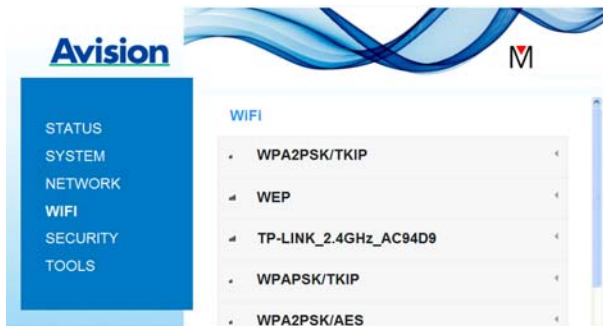 Avision
M
STATUS
SYSTEM
NETWORK
WIFI
SECURITY
TOOLS
WiFi
WPA2PSK/TKIP
WEP
TP-LINK_2.4GHz_AC94D9
WPAPSK/TKIP
WPA2PSK/AES